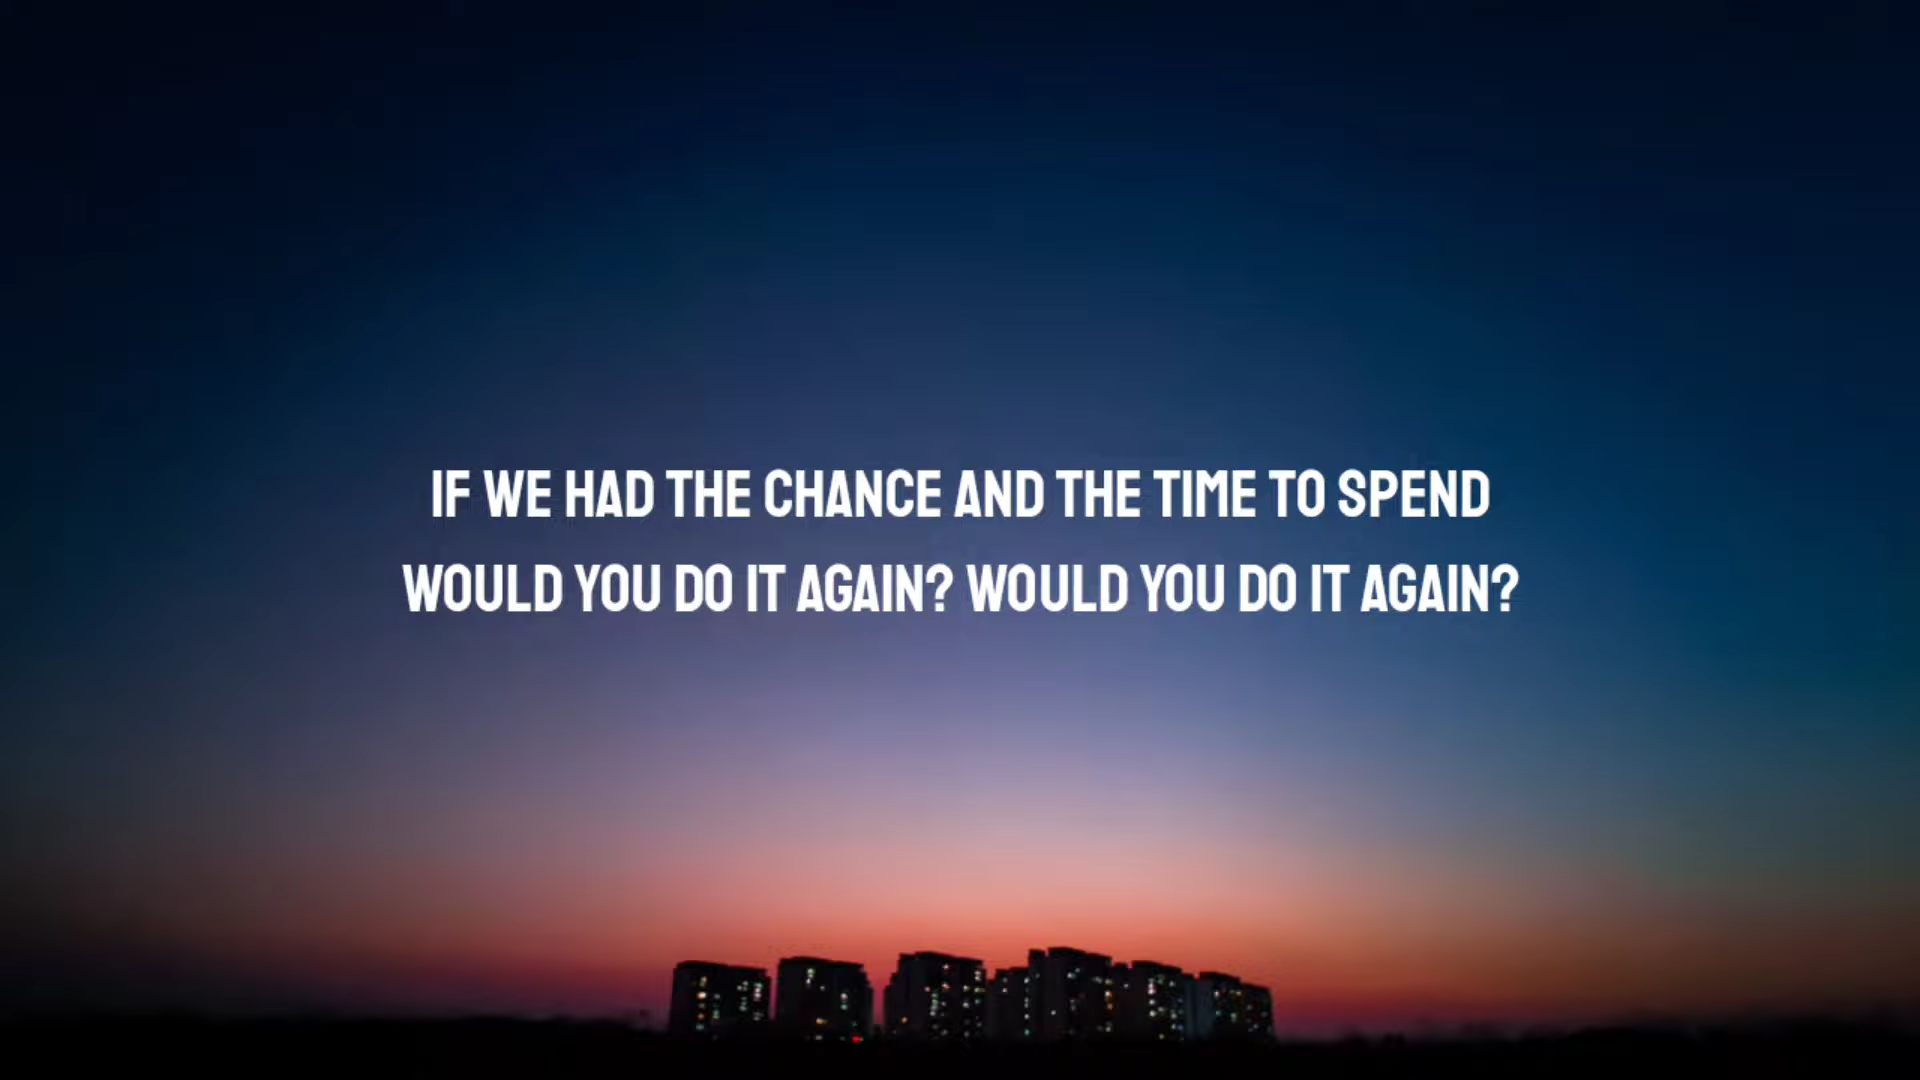 IF WE HAD THE CHANCE AND THE TIME TO SPEND
WOULD YOU DO IT AGAIN? WOULD YOU DO IT AGAIN?